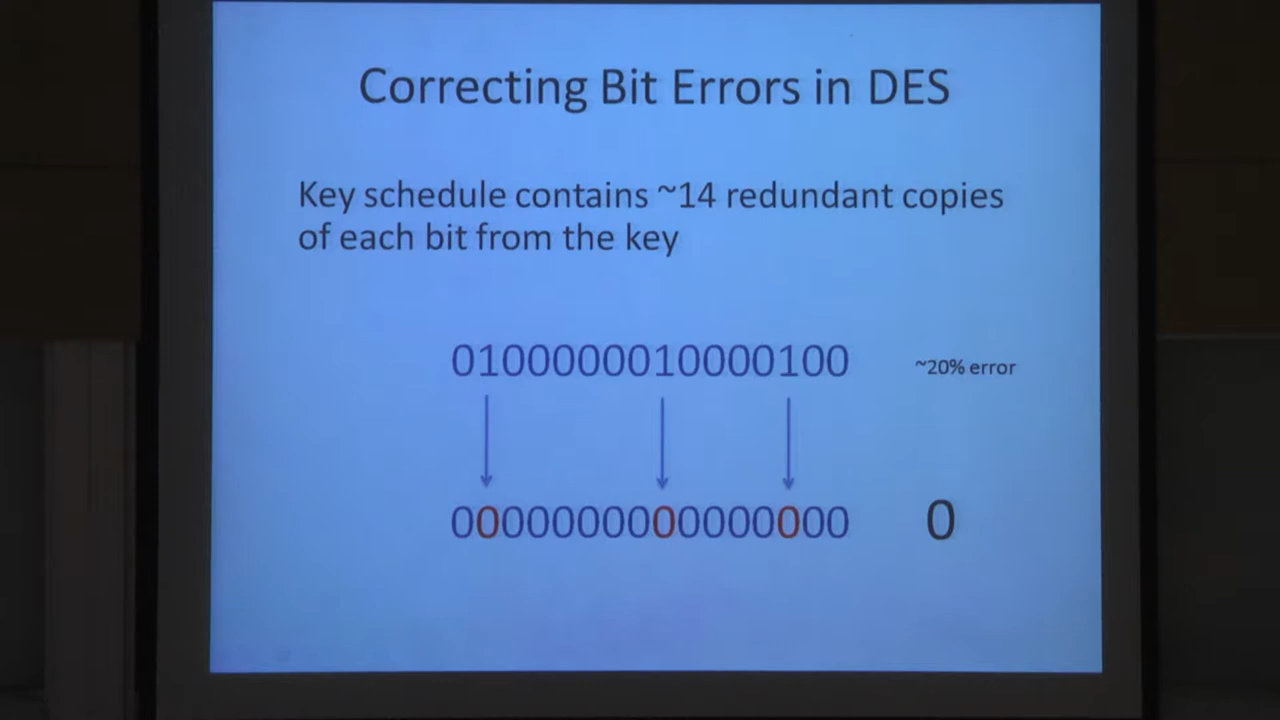 Correcting Bit Errors in DES
Key schedule contains ~14 redundant copies
of each bit from the key
0100000010000100 ~20% error
0000000000000000 0